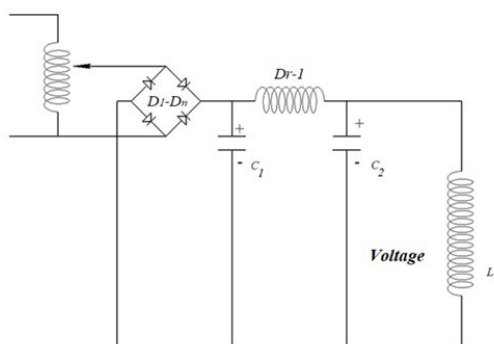 Dr-1
D1-Dn
+
+
- C1
- C2
Voltage
L